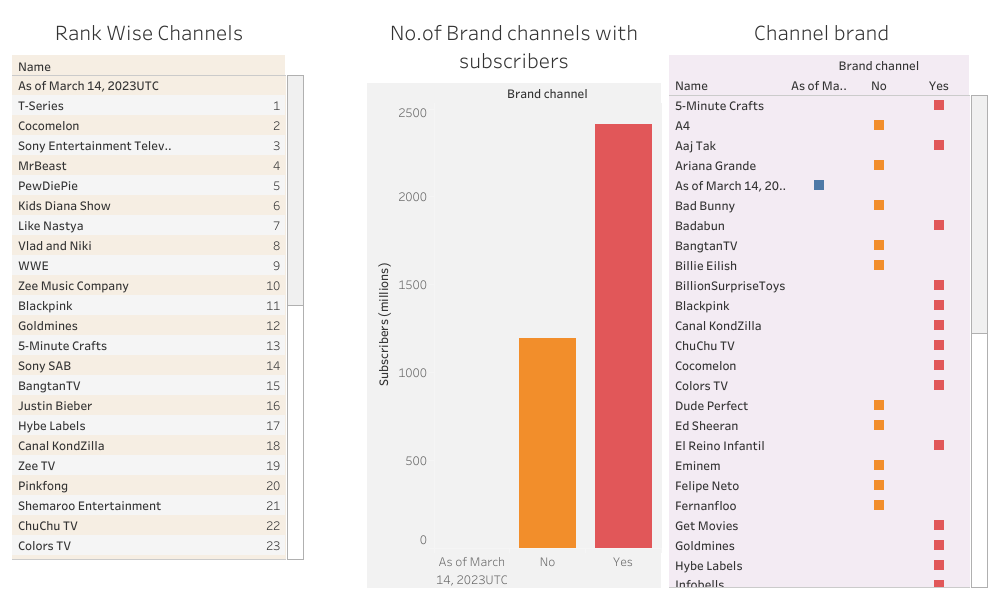 Rank Wise Channels
Name
As of March 14, 2023UTC
T-Series 1
Cocomelon 2
Sony Entertainment Telev.. 3
MrBeast 4
PewDiePie 5
Kids Diana Show 6
Like Nastya 7
Vlad and Niki 8
WWE 9
Zee Music Company 10
Blackpink 11
Goldmines 12
5-Minute Crafts 13
Sony SAB 14
BangtanTV 15
Justin Bieber 16
Hybe Labels 17
Canal KondZilla 18
Zee TV 19
Pinkfong 20
Shemaroo Entertainment 21
ChuChu TV 22
Colors TV 23
No.of Brand channels with
subscribers
Brand channel
Subscribers (millions)
2500
2000
1500
1000
500
0
As of March
14, 2023UTC
No
Yes
Channel brand
Brand channel
Name As of Ma.. No Yes
5-Minute Crafts
A4
Aaj Tak
Ariana Grande
As of March 14, 20..
Bad Bunny
Badabun
BangtanTV
Billie Eilish
BillionSurpriseToys
Blackpink
Canal KondZilla
ChuChu TV
Cocomelon
Colors TV
Dude Perfect
Ed Sheeran
El Reino Infantil
Eminem
Felipe Neto
Fernanfloo
Get Movies
Goldmines
Hybe Labels
Infobells